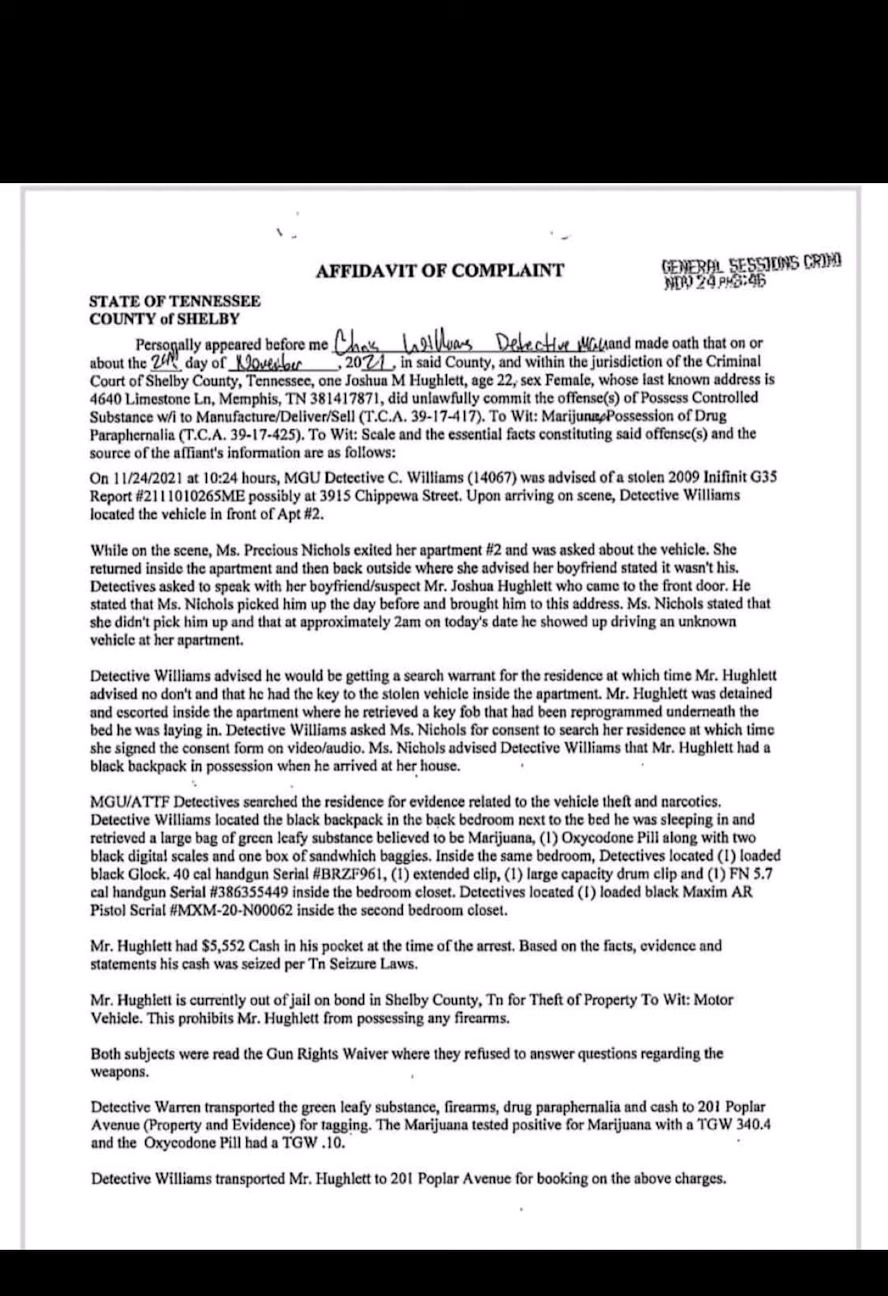 AFFIDAVIT OF COMPLAINT
GENERAL SESSIONS CRIMI
NOV 24 PM3:46
STATE OF TENNESSEE
COUNTY of SHELBY
Personally appeared before me Chas Williams Detective MGU and made oath that on or
about the 24th day of November, 2021, in said County, and within the jurisdiction of the Criminal
Court of Shelby County, Tennessee, one Joshua M Hughlett, age 22, sex Female, whose last known address is
4640 Limestone Ln, Memphis, TN 381417871, did unlawfully commit the offense(s) of Possess Controlled
Substance w/i to Manufacture/Deliver/Sell (T.C.A. 39-17-417). To Wit: Marijuna, Possession of Drug
Paraphernalia (T.C.A. 39-17-425). To Wit: Scale and the essential facts constituting said offense(s) and the
source of the affiant's information are as follows:
On 11/24/2021 at 10:24 hours, MGU Detective C. Williams (14067) was advised of a stolen 2009 Inifinit G35
Report #2111010265ME possibly at 3915 Chippewa Street. Upon arriving on scene, Detective Williams
located the vehicle in front of Apt #2.
While on the scene, Ms. Precious Nichols exited her apartment #2 and was asked about the vehicle. She
returned inside the apartment and then back outside where she advised her boyfriend stated it wasn't his.
Detectives asked to speak with her boyfriend/suspect Mr. Joshua Hughlett who came to the front door. He
stated that Ms. Nichols picked him up the day before and brought him to this address. Ms. Nichols stated that
she didn't pick him up and that at approximately 2am on today's date he showed up driving an unknown
vehicle at her apartment.
Detective Williams advised he would be getting a search warrant for the residence at which time Mr. Hughlett
advised no don't and that he had the key to the stolen vehicle inside the apartment. Mr. Hughlett was detained
and escorted inside the apartment where he retrieved a key fob that had been reprogrammed underneath the
bed he was laying in. Detective Williams asked Ms. Nichols for consent to search her residence at which time
she signed the consent form on video/audio. Ms. Nichols advised Detective Williams that Mr. Hughlett had a
black backpack in possession when he arrived at her house.
MGU/ATTF Detectives searched the residence for evidence related to the vehicle theft and narcotics.
Detective Williams located the black backpack in the back bedroom next to the bed he was sleeping in and
retrieved a large bag of green leafy substance believed to be Marijuana, (1) Oxycodone Pill along with two
black digital scales and one box of sandwhich baggies. Inside the same bedroom, Detectives located (1) loaded
black Glock. 40 cal handgun Serial #BRZF961, (1) extended clip, (1) large capacity drum clip and (1) FN 5.7
cal handgun Serial #386355449 inside the bedroom closet. Detectives located (1) loaded black Maxim AR
Pistol Serial #MXM-20-N00062 inside the second bedroom closet.
Mr. Hughlett had $5,552 Cash in his pocket at the time of the arrest. Based on the facts, evidence and
statements his cash was seized per Tn Seizure Laws.
Mr. Hughlett is currently out of jail on bond in Shelby County, Tn for Theft of Property To Wit: Motor
Vehicle. This prohibits Mr. Hughlett from possessing any firearms.
Both subjects were read the Gun Rights Waiver where they refused to answer questions regarding the
weapons.
Detective Warren transported the green leafy substance, firearms, drug paraphernalia and cash to 201 Poplar
Avenue (Property and Evidence) for tagging. The Marijuana tested positive for Marijuana with a TGW 340.4
and the Oxycodone Pill had a TGW .10.
Detective Williams transported Mr. Hughlett to 201 Poplar Avenue for booking on the above charges.